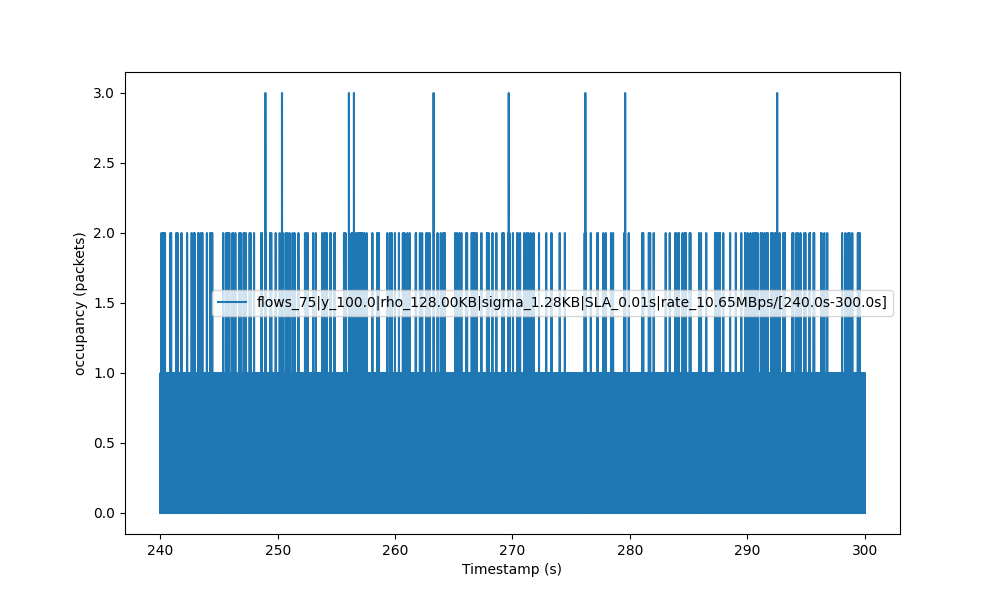 3.0
2.5
2.0
1.5
1.0
0.5
0.0
occupancy (packets)
flows_75|y_100.0|rho_128.00KB|sigma_1.28KB|SLA_0.01s|rate_10.65MBps/[240.0s-300.0s]
240 250 260 270 280 290 300
Timestamp (s)